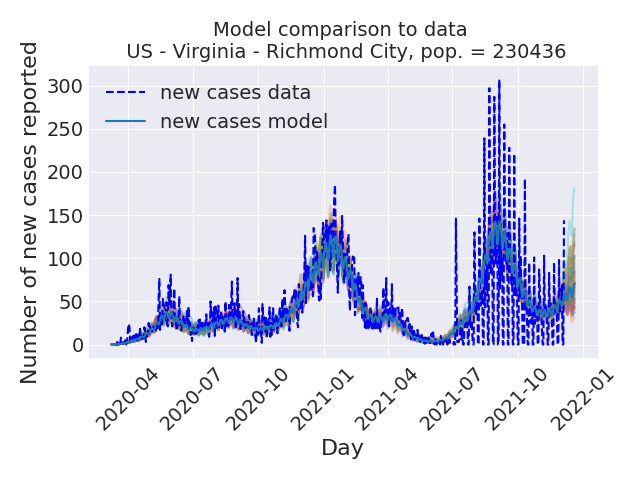 Model comparison to data
US - Virginia - Richmond City, pop. = 230436
Number of new cases reported
300
250
200
150
100
50
0
new cases data
new cases model
2020-04
2020-07
2020-10
2021-01
2021-04
2021-07
2021-10
2022-01
Day